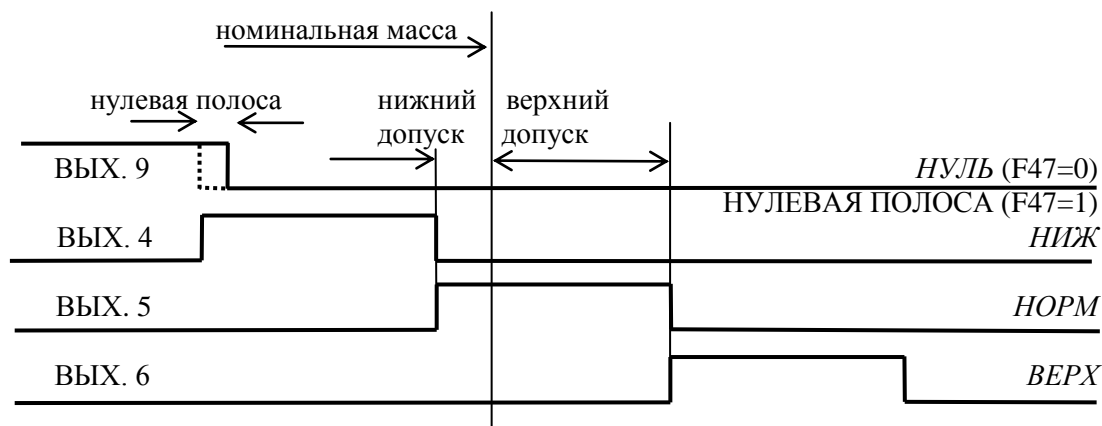 номинальная масса
нулевая полоса
нижний допуск
верхний допуск
ВЫХ. 9
НУЛЬ (F47=0)
НУЛЕВАЯ ПОЛОСА (F47=1)
ВЫХ. 4
НИЖ
ВЫХ. 5
НОРМ
ВЫХ. 6
ВЕРХ